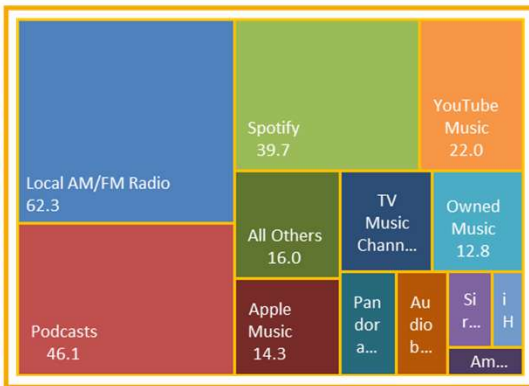 Local AM/FM Radio
62.3
Podcasts
46.1
Spotify
39.7
YouTube
Music
22.0
All Others
16.0
Apple
Music
14.3
TV
Music
Chann...
Owned
Music
12.8
Pan
dor
a...
Au
dio
b...
Si
r...
i
H
Am...